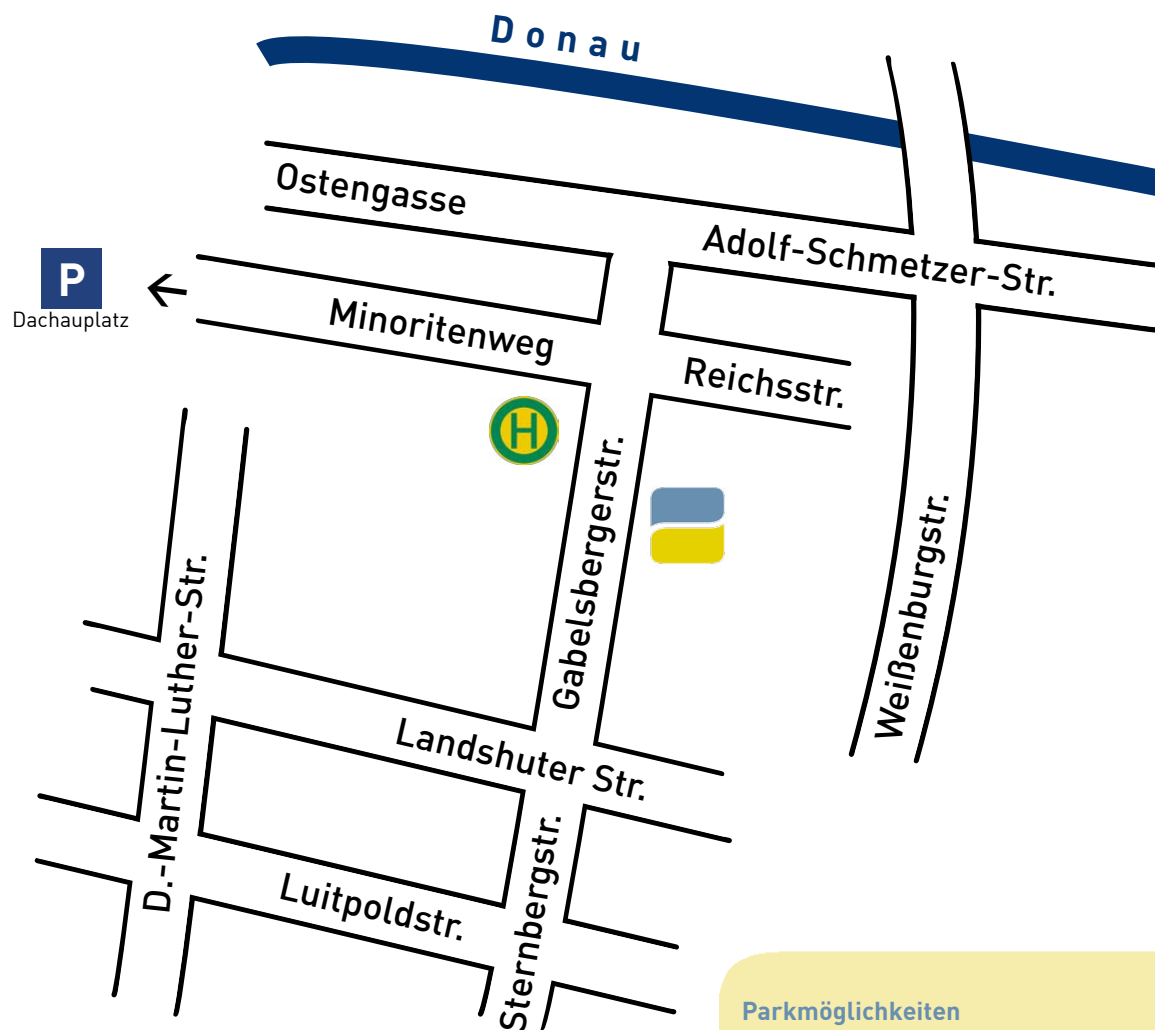 Donau
Ostengasse
Adolf-Schmetzer-Str.
P
Dachauplatz
Minoritenweg
Reichsstr.
H
Gabelsbergerstr.
Weißenburgstr.
D.-Martin-Luther-Str.
Landshuter Str.
Sternbergstr.
Luitpoldstr.
Parkmöglichkeiten